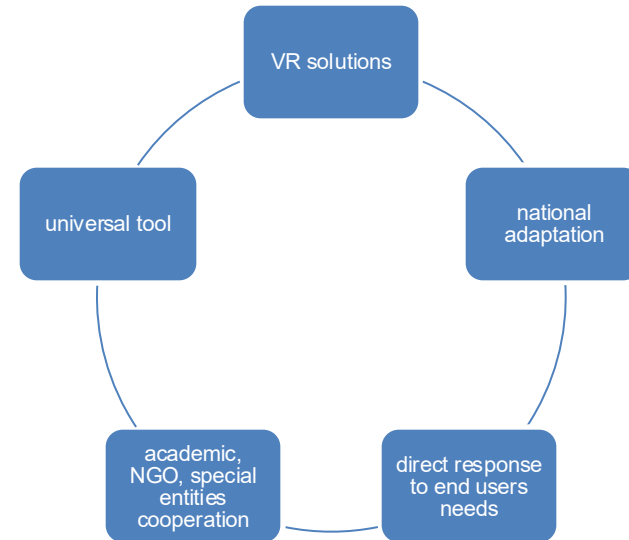 VR solutions
national
adaptation
direct response
to end users
needs
academic,
NGO, special
entities
cooperation
universal tool